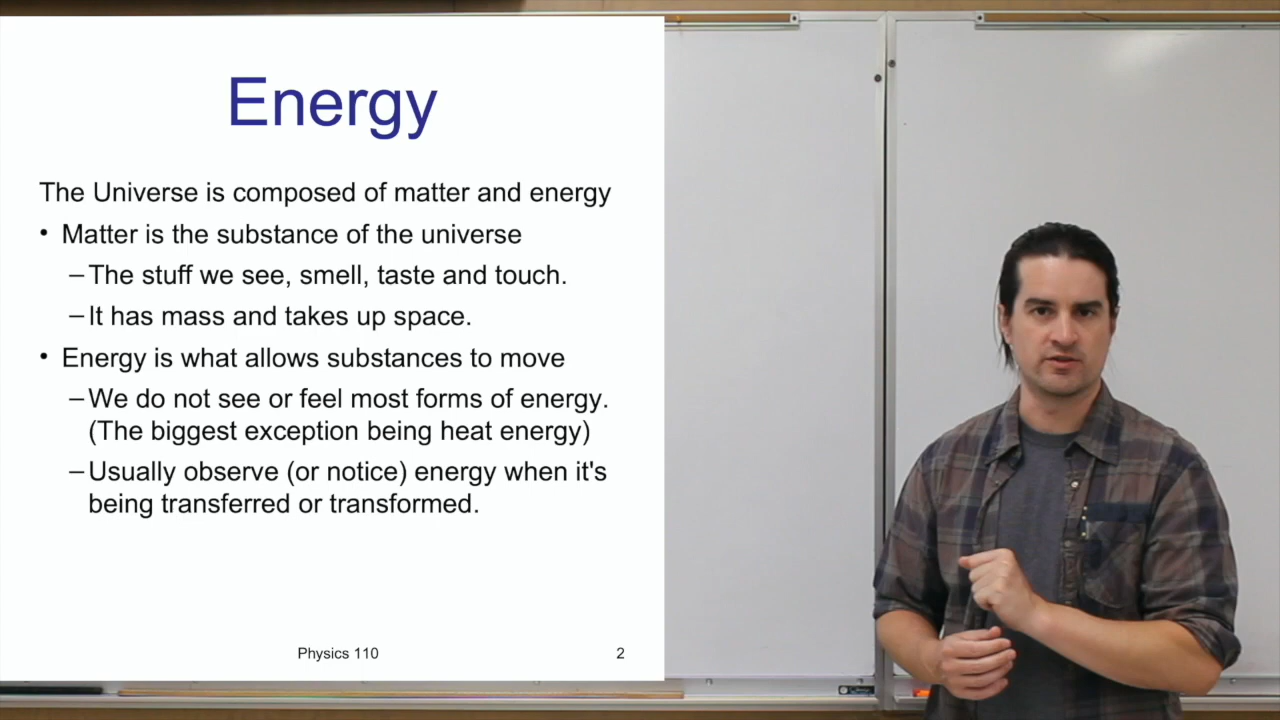 Energy
The Universe is composed of matter and energy
• Matter is the substance of the universe
–The stuff we see, smell, taste and touch.
–It has mass and takes up space.
• Energy is what allows substances to move
–We do not see or feel most forms of energy.
(The biggest exception being heat energy)
–Usually observe (or notice) energy when it's
being transferred or transformed.
Physics 110
2